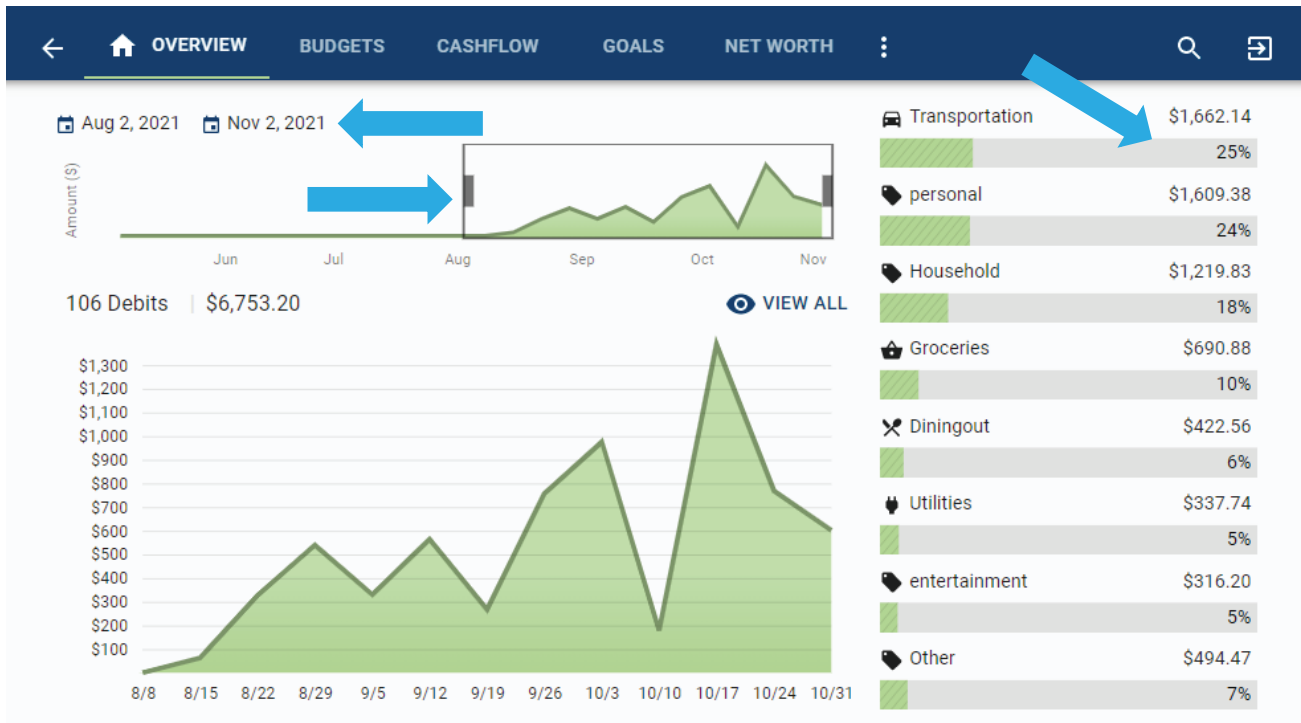 OVERVIEW BUDGETS CASHFLOW GOALS NET WORTH
Aug 2, 2021 Nov 2, 2021
Amount ($)
Jun Jul Aug Sep Oct Nov
106 Debits $6,753.20 VIEW ALL
$1,300
$1,200
$1,100
$1,000
$900
$800
$700
$600
$500
$400
$300
$200
$100
8/8 8/15 8/22 8/29 9/5 9/12 9/19 9/26 10/3 10/10 10/17 10/24 10/31
Transportation $1,662.14
25%
personal $1,609.38
24%
Household $1,219.83
18%
Groceries $690.88
10%
Diningout $422.56
6%
Utilities $337.74
5%
entertainment $316.20
5%
Other $494.47
7%